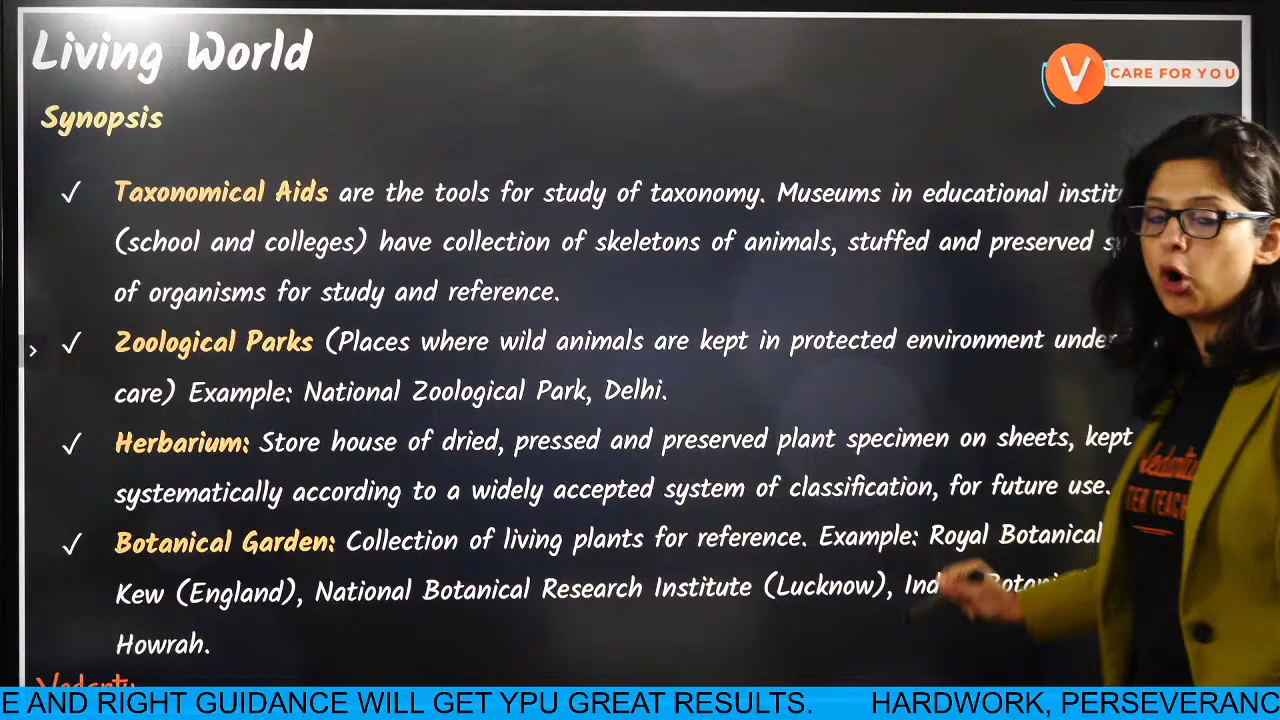 Living World
V CARE FOR YOU
Synopsis
✓ Taxonomical Aids are the tools for study of taxonomy. Museums in educational
(school and colleges) have collection of skeletons of animals, stuffed and preserved
of organisms for study and reference.
✓ Zoological Parks (Places where wild animals are kept in protected environment under
care) Example: National Zoological Park, Delhi.
✓ Herbarium: Store house of dried, pressed and preserved plant specimen on sheets, kept
systematically according to a widely accepted system of classification, for future use.
✓ Botanical Garden: Collection of living plants for reference. Example: Royal Botanical
Kew (England), National Botanical Research Institute (Lucknow),
Howrah.
Vedantu
E AND RIGHT GUIDANCE WILL GET YPU GREAT RESULTS. HARDWORK, PERSEVERANC